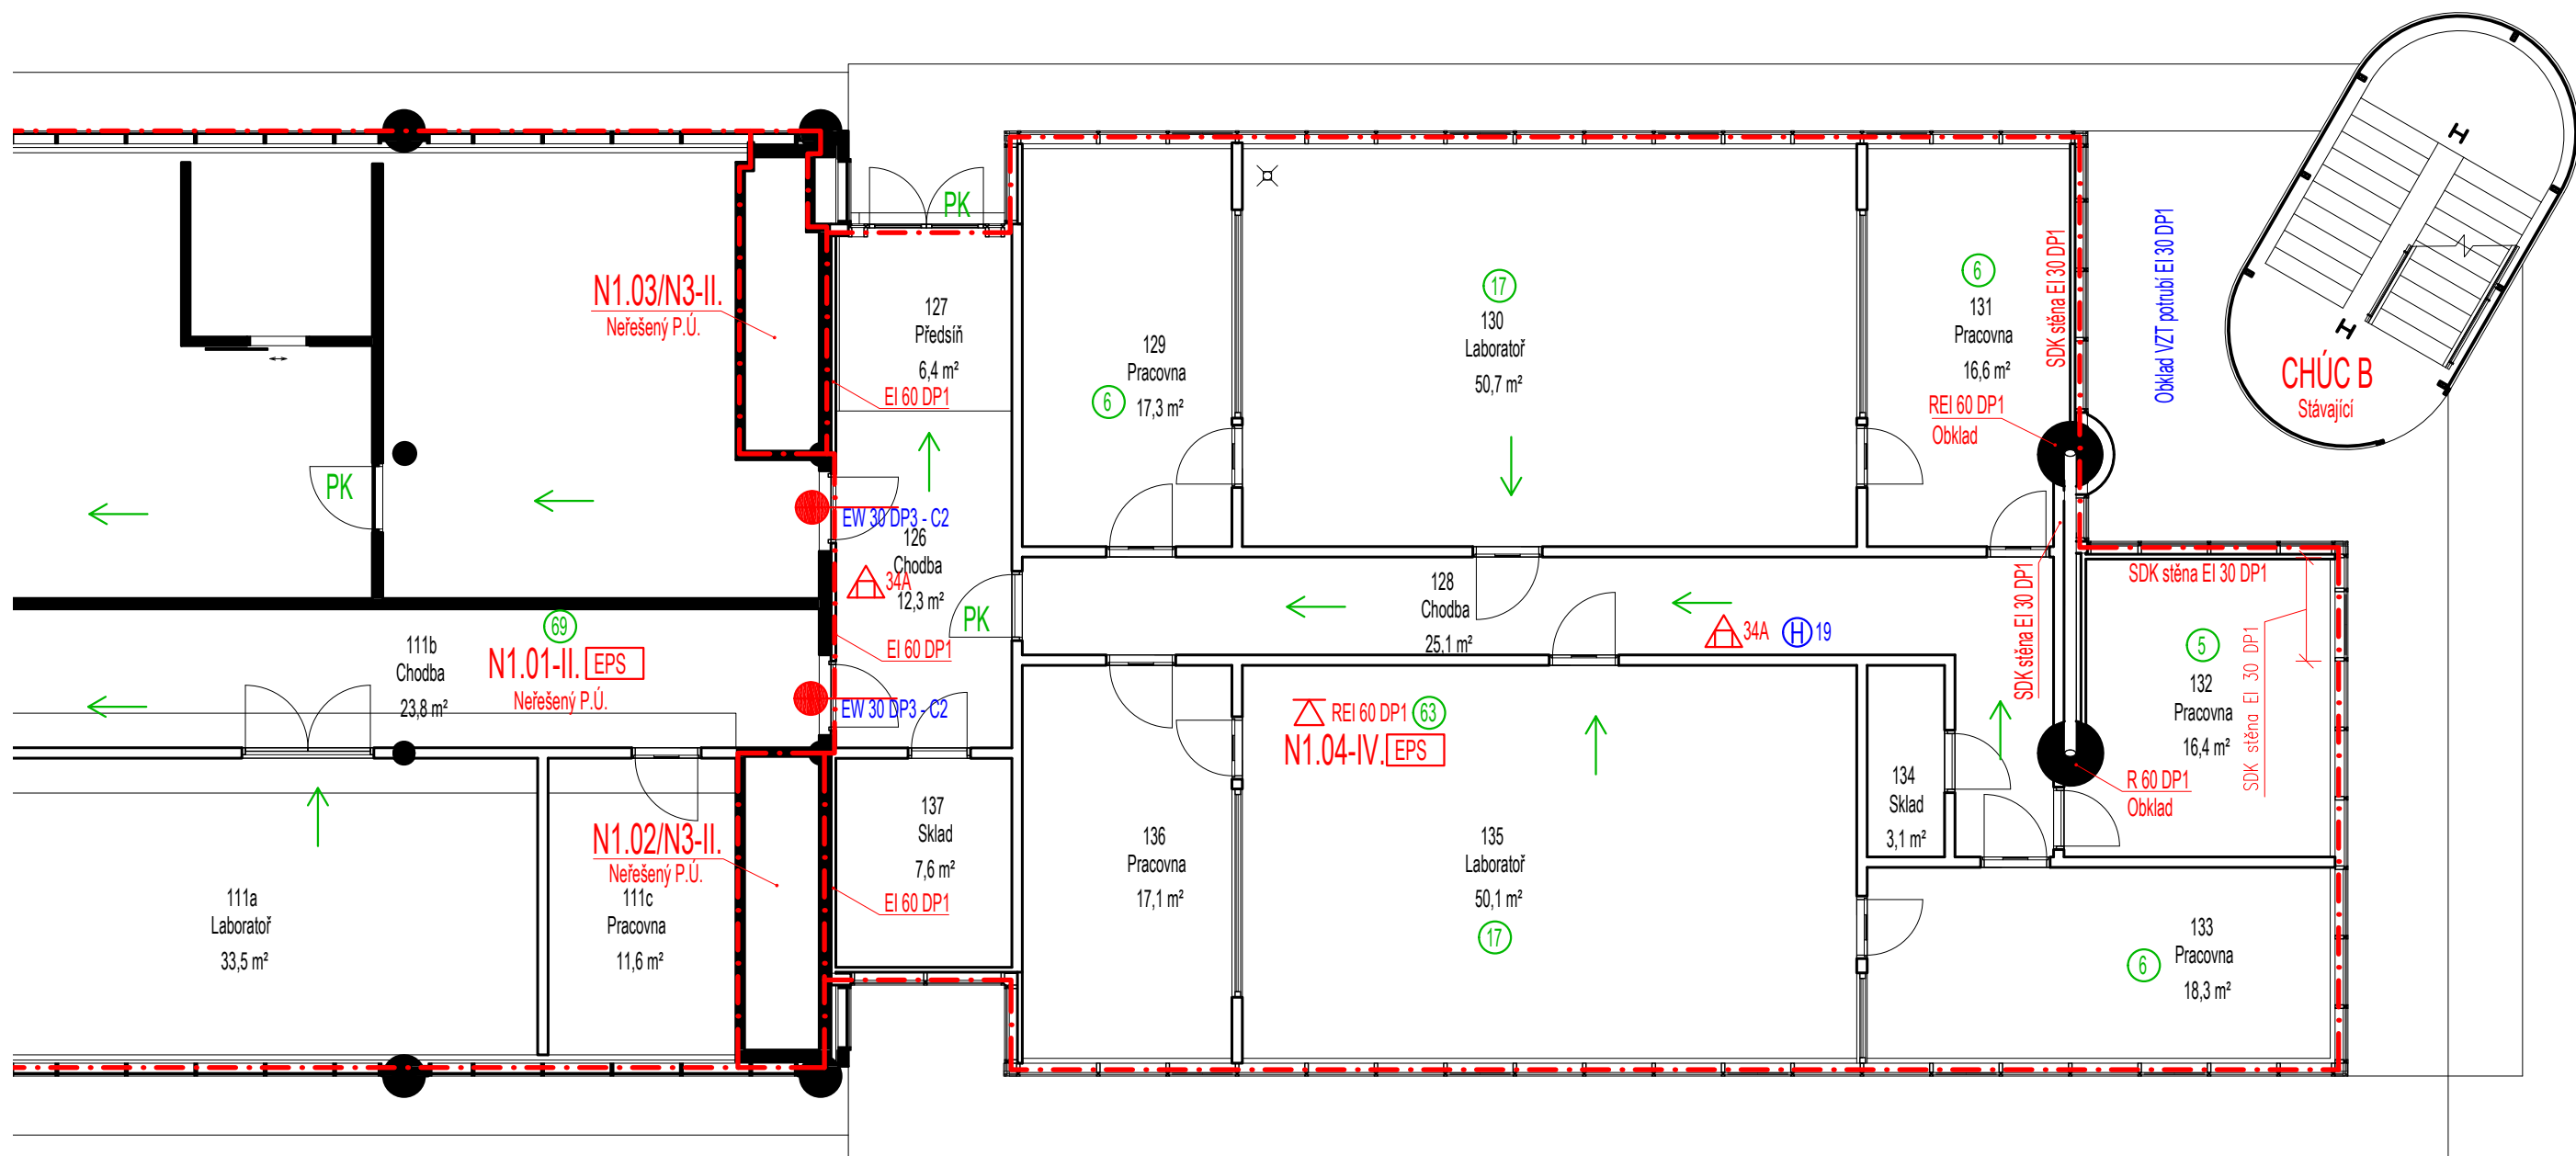 N1.03/N3-II.
Neřešený P.Ú.
PK
PK
127
Předsíň
6,4 m²
EI 60 DP1
EW 30 DP3 - C2
126
Chodba
12,3 m²
34A
EI 60 DP1
PK
EW 30 DP3 - C2
69
111b
Chodba
23,8 m²
N1.01-II.
EPS
Neřešený P.Ú.
N1.02/N3-II.
Neřešený P.Ú.
111a
Laboratoř
33,5 m²
111c
Pracovna
11,6 m²
137
Sklad
7,6 m²
EI 60 DP1
129
Pracovna
6
17,3 m²
17
130
Laboratoř
50,7 m²
6
131
Pracovna
16,6 m²
SDK stěna EI 30 DP1
REI 60 DP1
Obklad
Obklad VZT potrubí EI 30 DP1
CHÚC B
Stávající
H
H
128
Chodba
25,1 m²
34A
H
19
SDK stěna EI 30 DP1
SDK stěna EI 30 DP1
SDK stěna EI 30 DP1
5
132
Pracovna
16,4 m²
R 60 DP1
Obklad
REI 60 DP1
63
N1.04-IV.
EPS
134
Sklad
3,1 m²
136
Pracovna
17,1 m²
135
Laboratoř
50,1 m²
17
133
Pracovna
6
18,3 m²